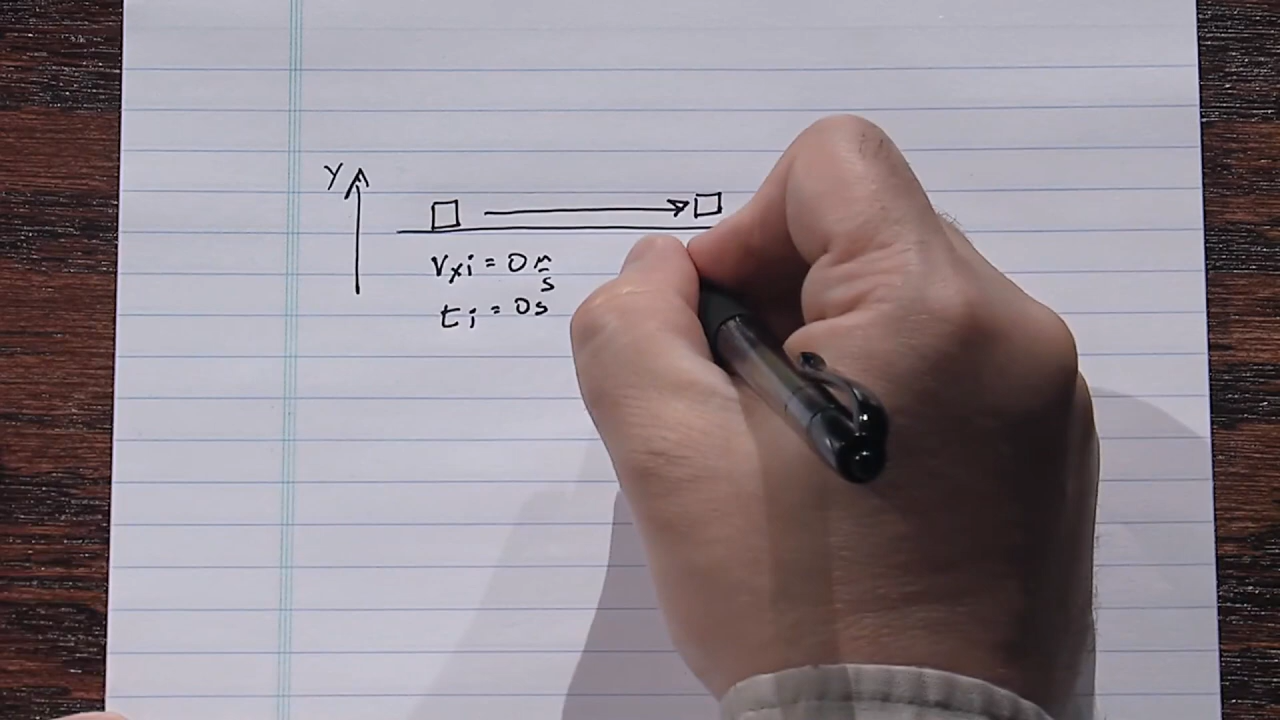 Y
Vxi = 0 m/s
ti = 0s